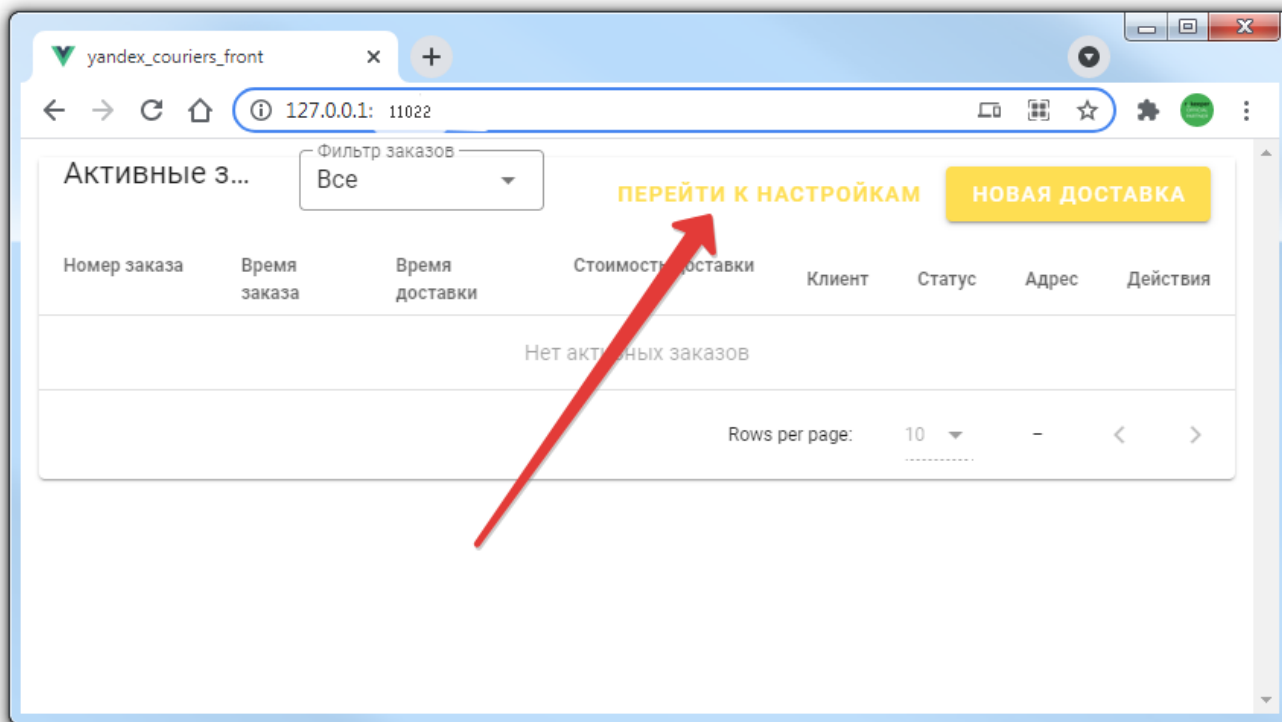 yandex_couriers_front
127.0.0.1: 11022
Активные з...
Фильтр заказов
Все
ПЕРЕЙТИ К НАСТРОЙКАМ
НОВАЯ ДОСТАВКА
Номер заказа
Время
заказа
Время
доставки
Стоимость доставки
Клиент
Статус
Адрес
Действия
Нет активных заказов
Rows per page:
10
–